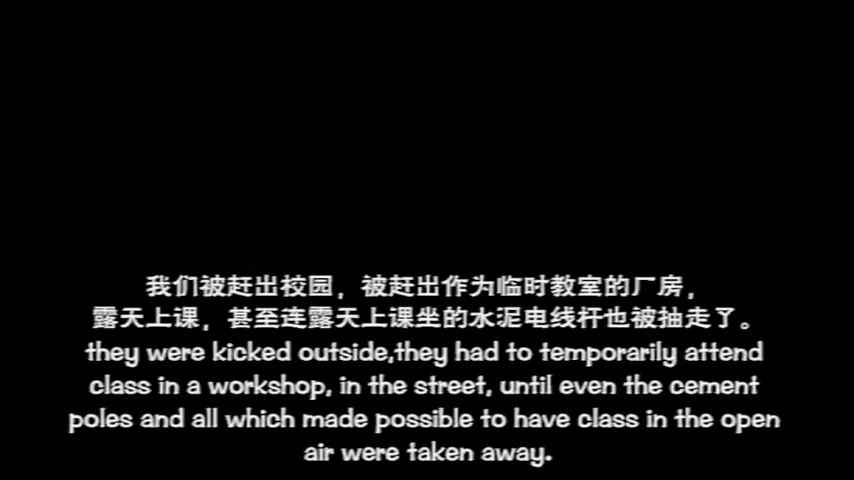 我们被赶出校园，被赶出作为临时教室的厂房，
露天上课，甚至连露天上课坐的水泥电线杆也被抽走了。
they were kicked outside,they had to temporarily attend
class in a workshop, in the street, until even the cement
poles and all which made possible to have class in the open
air were taken away.